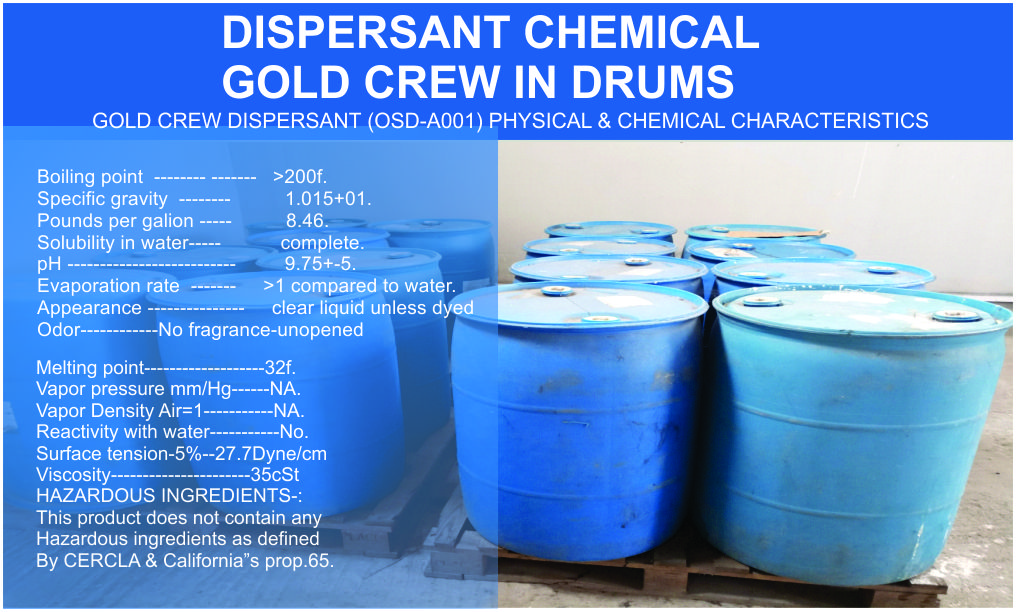 DISPERSANT CHEMICAL
GOLD CREW IN DRUMS
GOLD CREW DISPERSANT (OSD-A001) PHYSICAL & CHEMICAL CHARACTERISTICS
Boiling point -------- ------- >200f.
Specific gravity -------- 1.015+01.
Pounds per galion ----- 8.46.
Solubility in water----- complete.
pH -------------------------- 9.75+-5.
Evaporation rate ------- >1 compared to water.
Appearance --------------- clear liquid unless dyed
Odor------------No fragrance-unopened
Melting point-------------------32f.
Vapor pressure mm/Hg------NA.
Vapor Density Air=1-----------NA.
Reactivity with water-----------No.
Surface tension-5%--27.7Dyne/cm
Viscosity----------------------35cSt
HAZARDOUS INGREDIENTS-:
This product does not contain any
Hazardous ingredients as defined
By CERCLA & California"s prop.65.